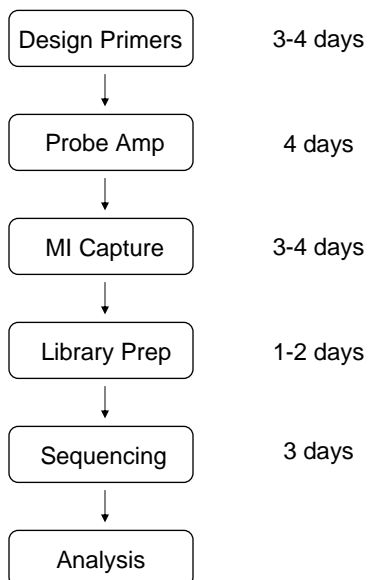 Design Primers 3-4 days
Probe Amp 4 days
MI Capture 3-4 days
Library Prep 1-2 days
Sequencing 3 days
Analysis